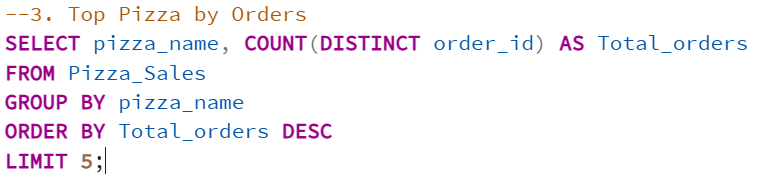 --3. Top Pizza by Orders
SELECT pizza_name, COUNT(DISTINCT order_id) AS Total_orders
FROM Pizza_Sales
GROUP BY pizza_name
ORDER BY Total_orders DESC
LIMIT 5;